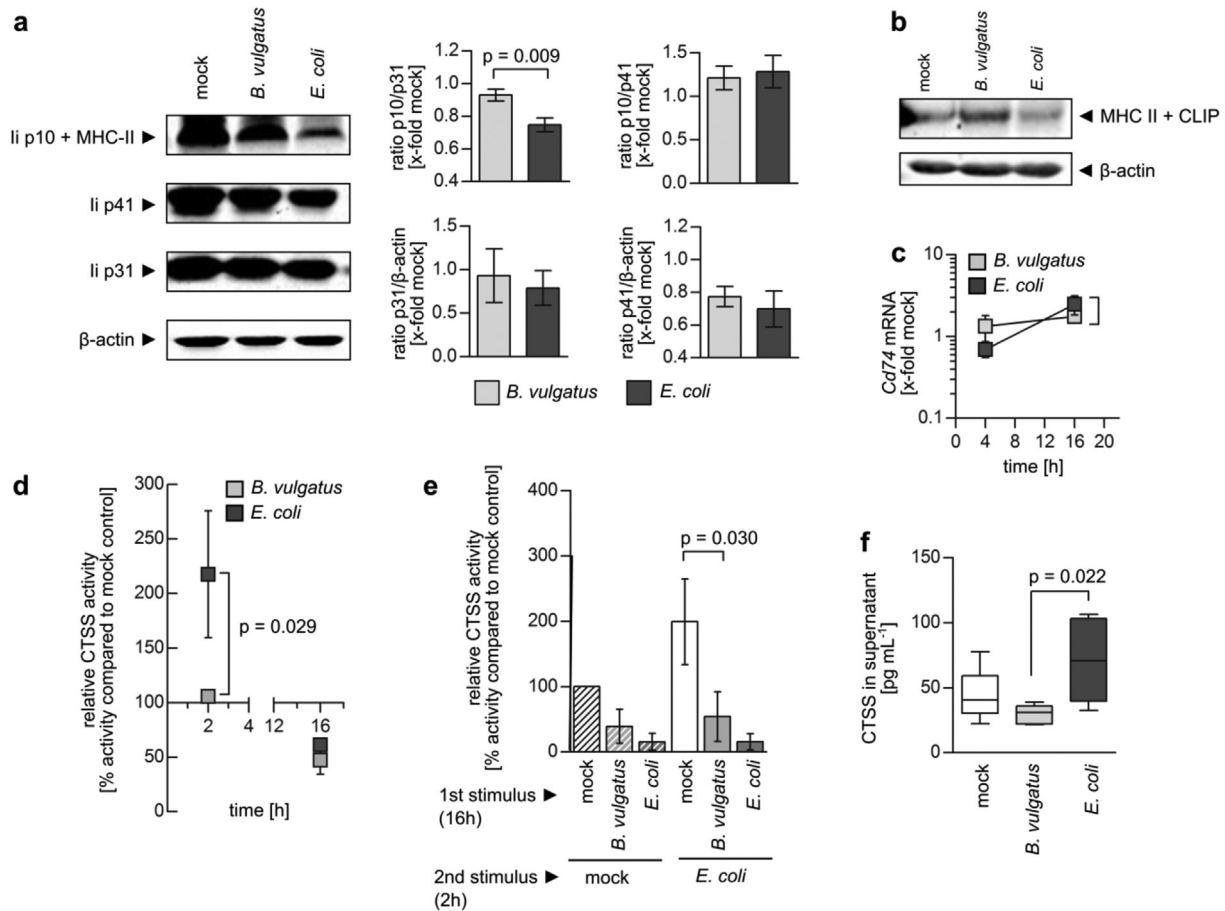 a
mock
B. vulgatus
E. coli
Ii p10 + MHC-II ►
Ii p41 ►
Ii p31 ►
β-actin ►
ratio p10/p31
[x-fold mock]
1.2
1.0
0.8
0.6
0.4
p = 0.009
ratio p10/p41
[x-fold mock]
1.5
1.0
0.5
0.0
ratio p31/β-actin
[x-fold mock]
1.5
1.0
0.5
0.0
ratio p41/β-actin
[x-fold mock]
1.2
1.0
0.8
0.6
0.4
B. vulgatus
E. coli
b
mock
B. vulgatus
E. coli
◄ MHC II + CLIP
◄ β-actin
c
B. vulgatus
E. coli
Cd74 mRNA
[x-fold mock]
10
1
0.1
0 4 8 12 16 20
time [h]
d
relative CTSS activity
[% activity compared to mock control]
300
250
200
150
100
50
0
B. vulgatus
E. coli
p = 0.029
2 4 12 16
time [h]
e
relative CTSS activity
[% activity compared to mock control]
400
300
200
100
0
p = 0.030
1st stimulus ►
(16h)
mock
B. vulgatus
E. coli
mock
B. vulgatus
E. coli
2nd stimulus ►
(2h)
mock
E. coli
f
CTSS in supernatant
[pg mL⁻¹]
150
100
50
0
p = 0.022
mock
B. vulgatus
E. coli